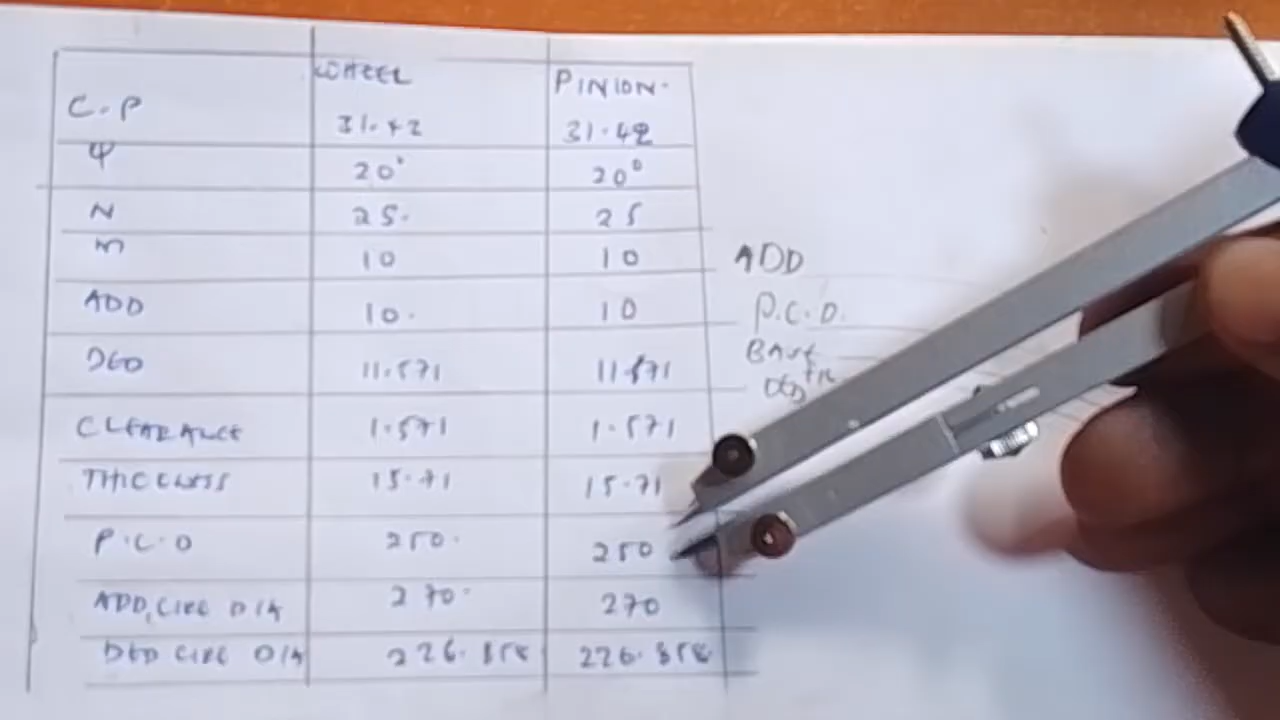 WHEEL PINION.
C.P 31.42 31.42
Ψ 20° 20°
N 25. 25
m 10 10
ADD 10. 10
DED 11.571 11.571
CLEARANCE 1.571 1.571
THICKNESS 15.71 15.71
P.C.D 250. 250
ADD, CIRC DIA 270. 270
DED CIRC DIA 226.858 226.858
ADD
P.C.D.
BASE
DED